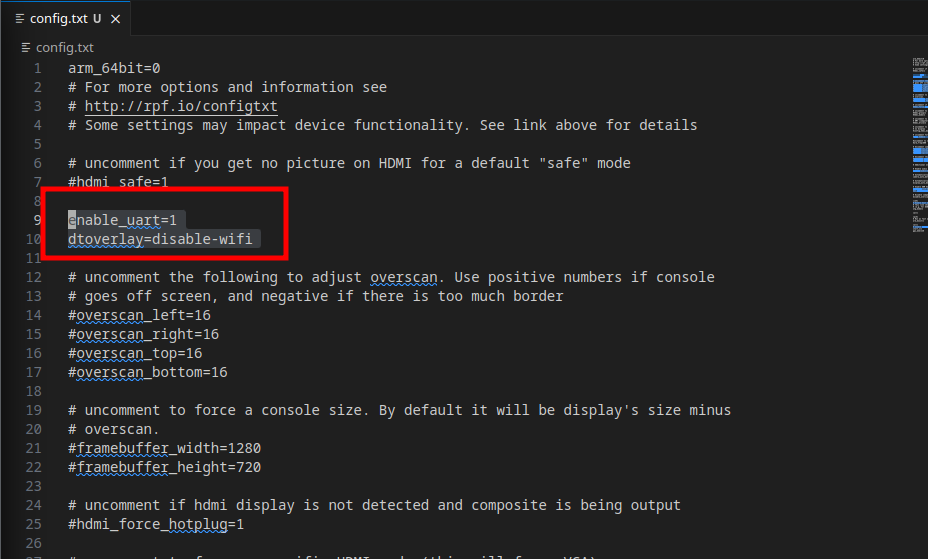 config.txt U ×
config.txt
1 arm_64bit=0
2 # For more options and information see
3 # http://rpf.io/configtxt
4 # Some settings may impact device functionality. See link above for details
5
6 # uncomment if you get no picture on HDMI for a default "safe" mode
7 #hdmi_safe=1
8
9 enable_uart=1
10 dtoverlay=disable-wifi
11
12 # uncomment the following to adjust overscan. Use positive numbers if console
13 # goes off screen, and negative if there is too much border
14 #overscan_left=16
15 #overscan_right=16
16 #overscan_top=16
17 #overscan_bottom=16
18
19 # uncomment to force a console size. By default it will be display's size minus
20 # overscan.
21 #framebuffer_width=1280
22 #framebuffer_height=720
23
24 # uncomment if hdmi display is not detected and composite is being output
25 #hdmi_force_hotplug=1
26